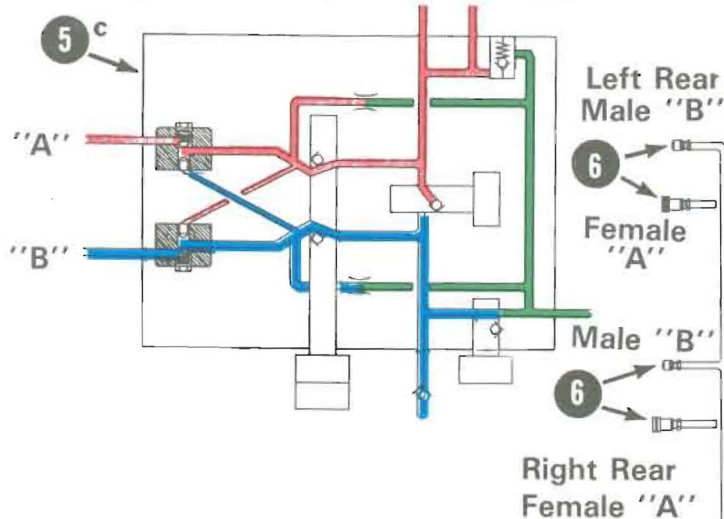 5 c
''A''
''B''
Left Rear
Male ''B''
6
Female
''A''
Male ''B''
6
Right Rear
Female ''A''